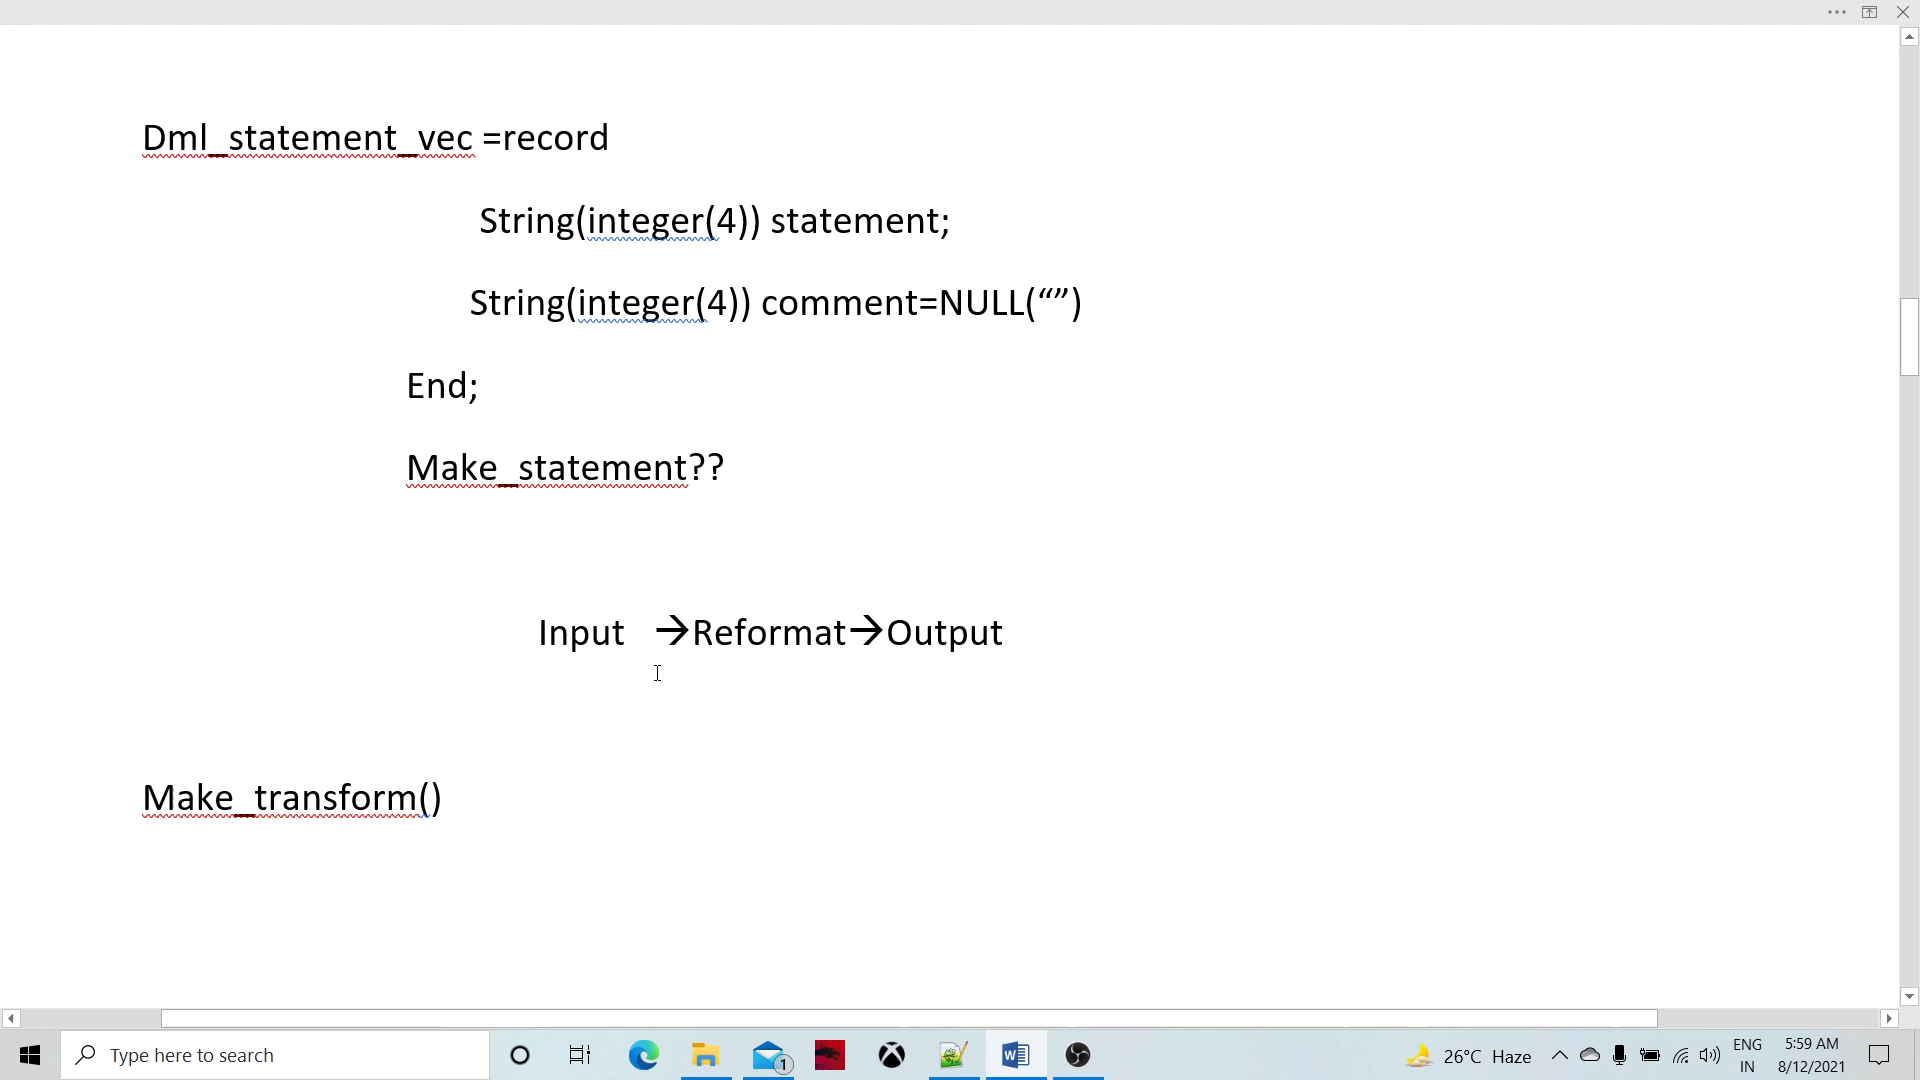 Dml_statement_vec =record
String(integer(4)) statement;
String(integer(4)) comment=NULL(“”)
End;
Make_statement??
Input →Reformat→Output
Make_transform()
Type here to search
1
26°C Haze
ENG
IN
5:59 AM
8/12/2021